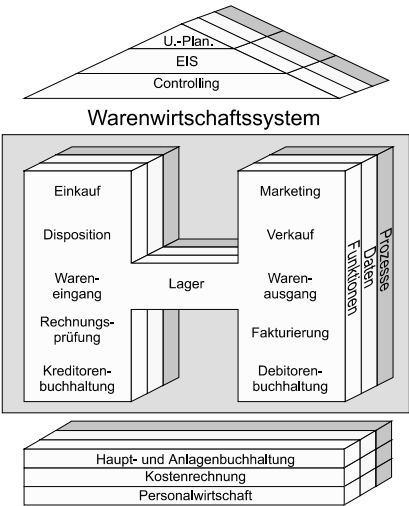 U.-Plan.
EIS
Controlling
Warenwirtschaftssystem
Einkauf
Disposition
Waren-
eingang
Rechnungs-
prüfung
Kreditoren-
buchhaltung
Lager
Marketing
Verkauf
Waren-
ausgang
Fakturierung
Debitoren-
buchhaltung
Funktionen
Daten
Prozesse
Haupt- und Anlagenbuchhaltung
Kostenrechnung
Personalwirtschaft